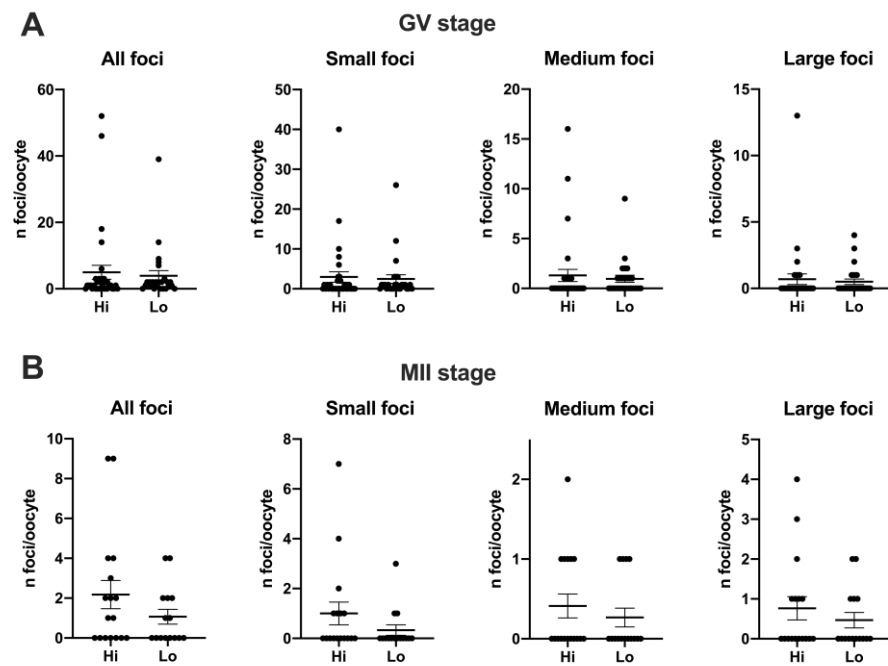 A
GV stage
All foci
Small foci
Medium foci
Large foci
n foci/oocyte
60
40
20
0
Hi
Lo
n foci/oocyte
50
40
30
20
10
0
Hi
Lo
n foci/oocyte
20
15
10
5
0
Hi
Lo
n foci/oocyte
15
10
5
0
Hi
Lo
B
MII stage
All foci
Small foci
Medium foci
Large foci
n foci/oocyte
10
8
6
4
2
0
Hi
Lo
n foci/oocyte
8
6
4
2
0
Hi
Lo
n foci/oocyte
2
1
0
Hi
Lo
n foci/oocyte
5
4
3
2
1
0
Hi
Lo